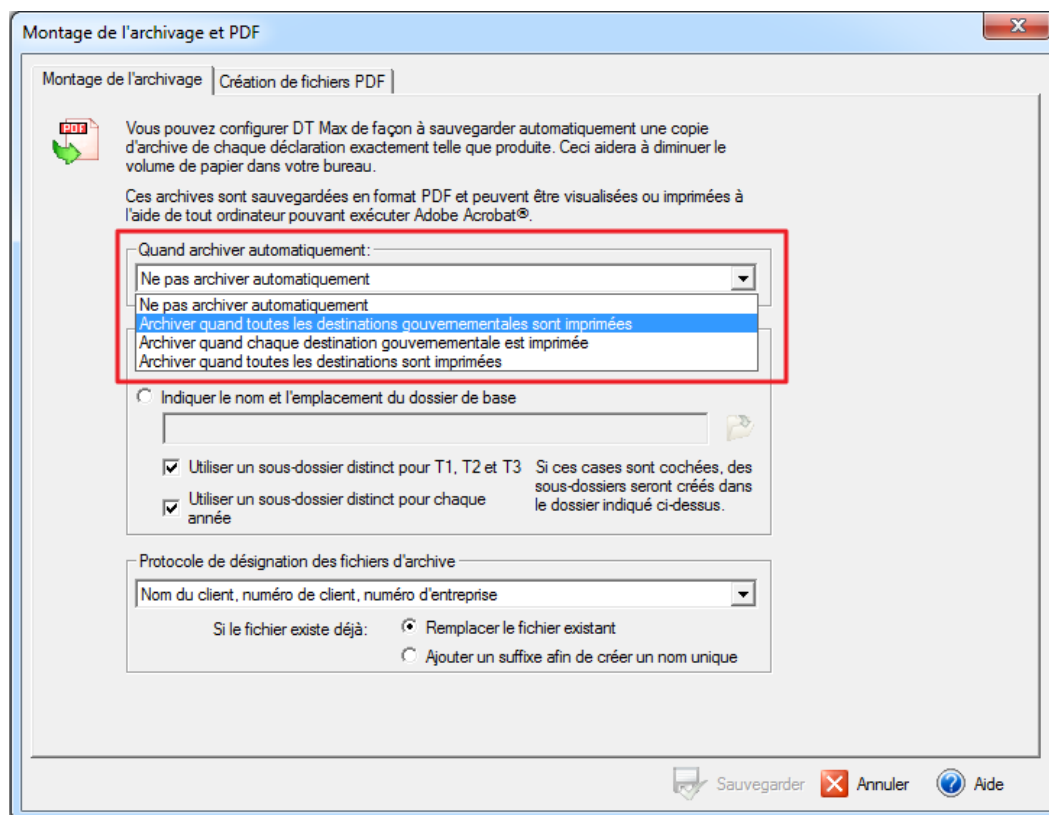 Montage de l'archivage et PDF
Montage de l'archivage
Création de fichiers PDF
PDF
Vous pouvez configurer DT Max de façon à sauvegarder automatiquement une copie
d'archive de chaque déclaration exactement telle que produite. Ceci aidera à diminuer le
volume de papier dans votre bureau.
Ces archives sont sauvegardées en format PDF et peuvent être visualisées ou imprimées à
l'aide de tout ordinateur pouvant exécuter Adobe Acrobat®.
Quand archiver automatiquement:
Ne pas archiver automatiquement
Ne pas archiver automatiquement
Archiver quand toutes les destinations gouvernementales sont imprimées
Archiver quand chaque destination gouvernementale est imprimée
Archiver quand toutes les destinations sont imprimées
Indiquer le nom et l'emplacement du dossier de base
Utiliser un sous-dossier distinct pour T1, T2 et T3
Utiliser un sous-dossier distinct pour chaque
année
Si ces cases sont cochées, des
sous-dossiers seront créés dans
le dossier indiqué ci-dessus.
Protocole de désignation des fichiers d'archive
Nom du client, numéro de client, numéro d'entreprise
Si le fichier existe déjà:
Remplacer le fichier existant
Ajouter un suffixe afin de créer un nom unique
Sauvegarder
Annuler
Aide